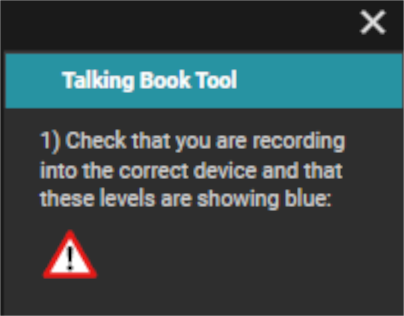 Talking Book Tool
1) Check that you are recording
into the correct device and that
these levels are showing blue: